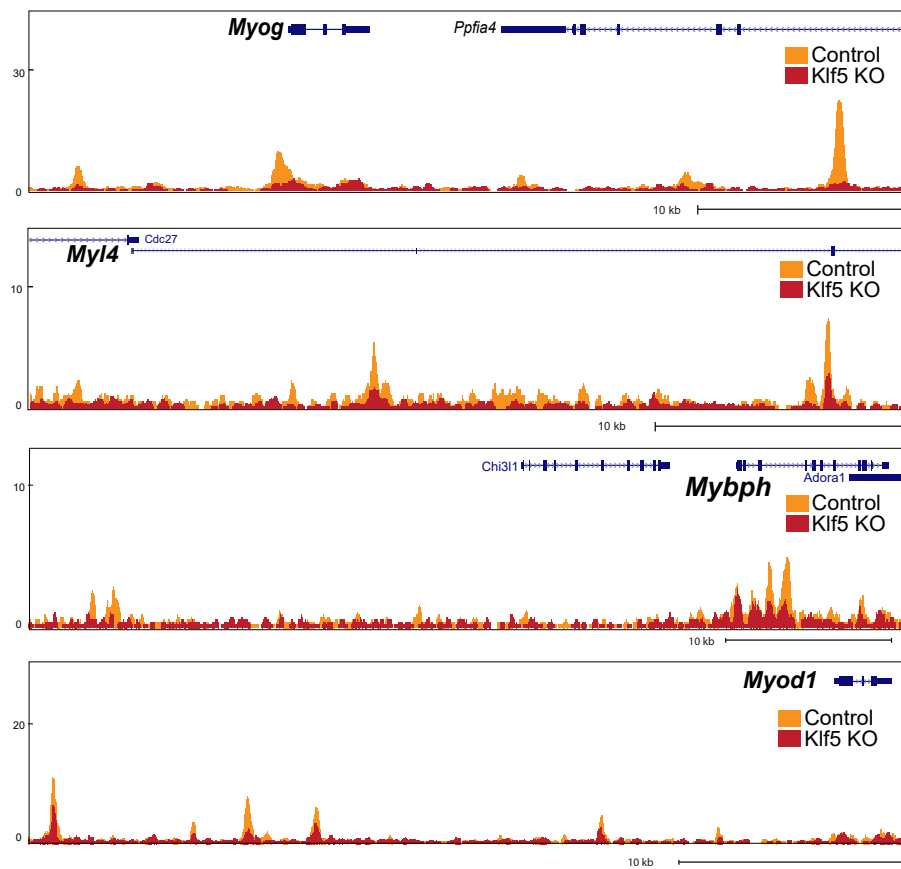 Myog Ppfia4
Control
30
Klf5 KO
0
10 kb
Cdc27
Myl4
Control
10
Klf5 KO
0
10 kb
Chi3l1
Mybph Adora1
10
Control
Klf5 KO
0
10 kb
Myod1
Control
20
Klf5 KO
0
10 kb